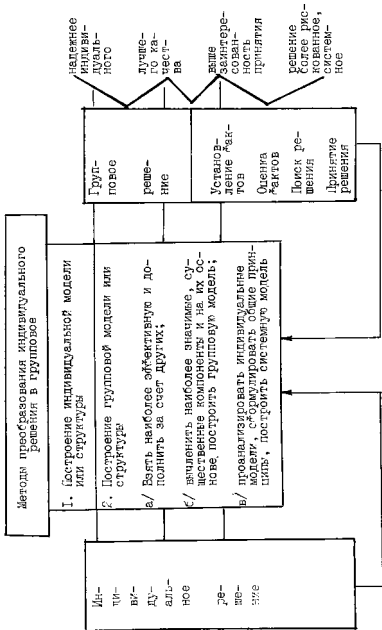 Методы преобразования индивидуального
решения в групповое
Ин-
ди-
ви-
ду-
аль-
ное
ре-
ше-
ние
1. Построение индивидуальной модели
или структуры
2. Построение групповой модели или
структуры
а/ Взять наиболее эффективную и до-
полнить за счет других;
б/ вычленить наиболее значимые, су-
щественные компоненты и на их ос-
нове построить групповую модель;
в/ проанализировать индивидуальные
модели, сформулировать общие прин-
ципы, построить системную модель
Груп-
повое
реше-
ние
Установ-
ление фак-
тов
Оценка
фактов
Поиск ре-
шения
Принятие
решения
надежнее
индиви-
дуаль-
ного
лучше-
го ка-
чест-
ва
выше
заинтере-
сован-
ность
принятия
решение
более рис-
кованное,
систем-
ное